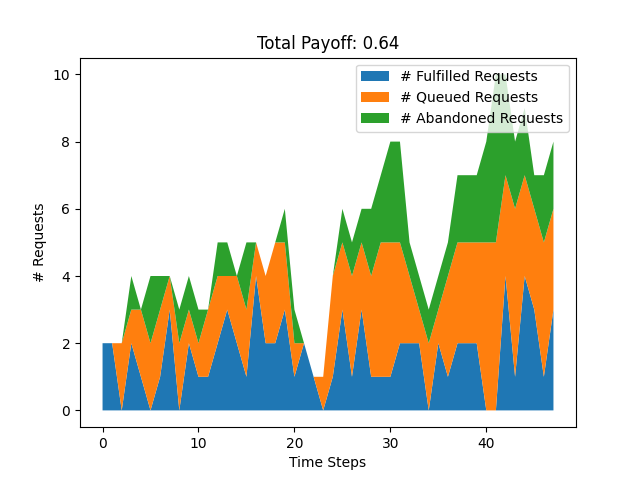 Total Payoff: 0.64
# Fulfilled Requests
# Queued Requests
# Abandoned Requests
10
8
6
4
2
0
# Requests
0 10 20 30 40
Time Steps